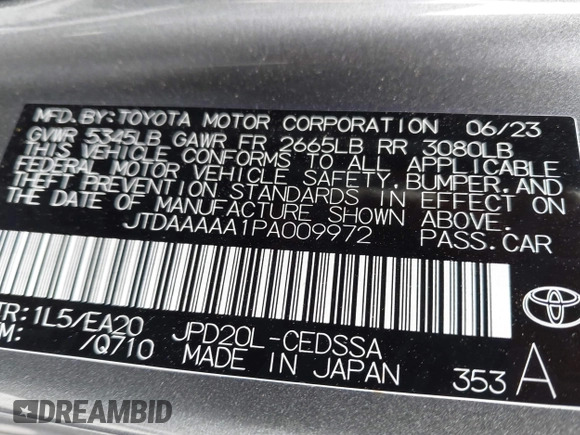 MFD.BY:TOYOTA MOTOR CORPORATION 06/23
GVWR 5345LB GAWR FR 2665LB RR 3080LB
THIS VEHICLE CONFORMS TO ALL APPLICABLE
FEDERAL MOTOR VEHICLE SAFETY,BUMPER,AND
THEFT PREVENTION STANDARDS IN EFFECT ON
THE DATE OF MANUFACTURE SHOWN ABOVE.
JTDAAAAA1PA009972 PASS.CAR
TR:1L5/EA20 JPD20L-CEDSSA
M: /Q710 MADE IN JAPAN 353 A
DREAMBID